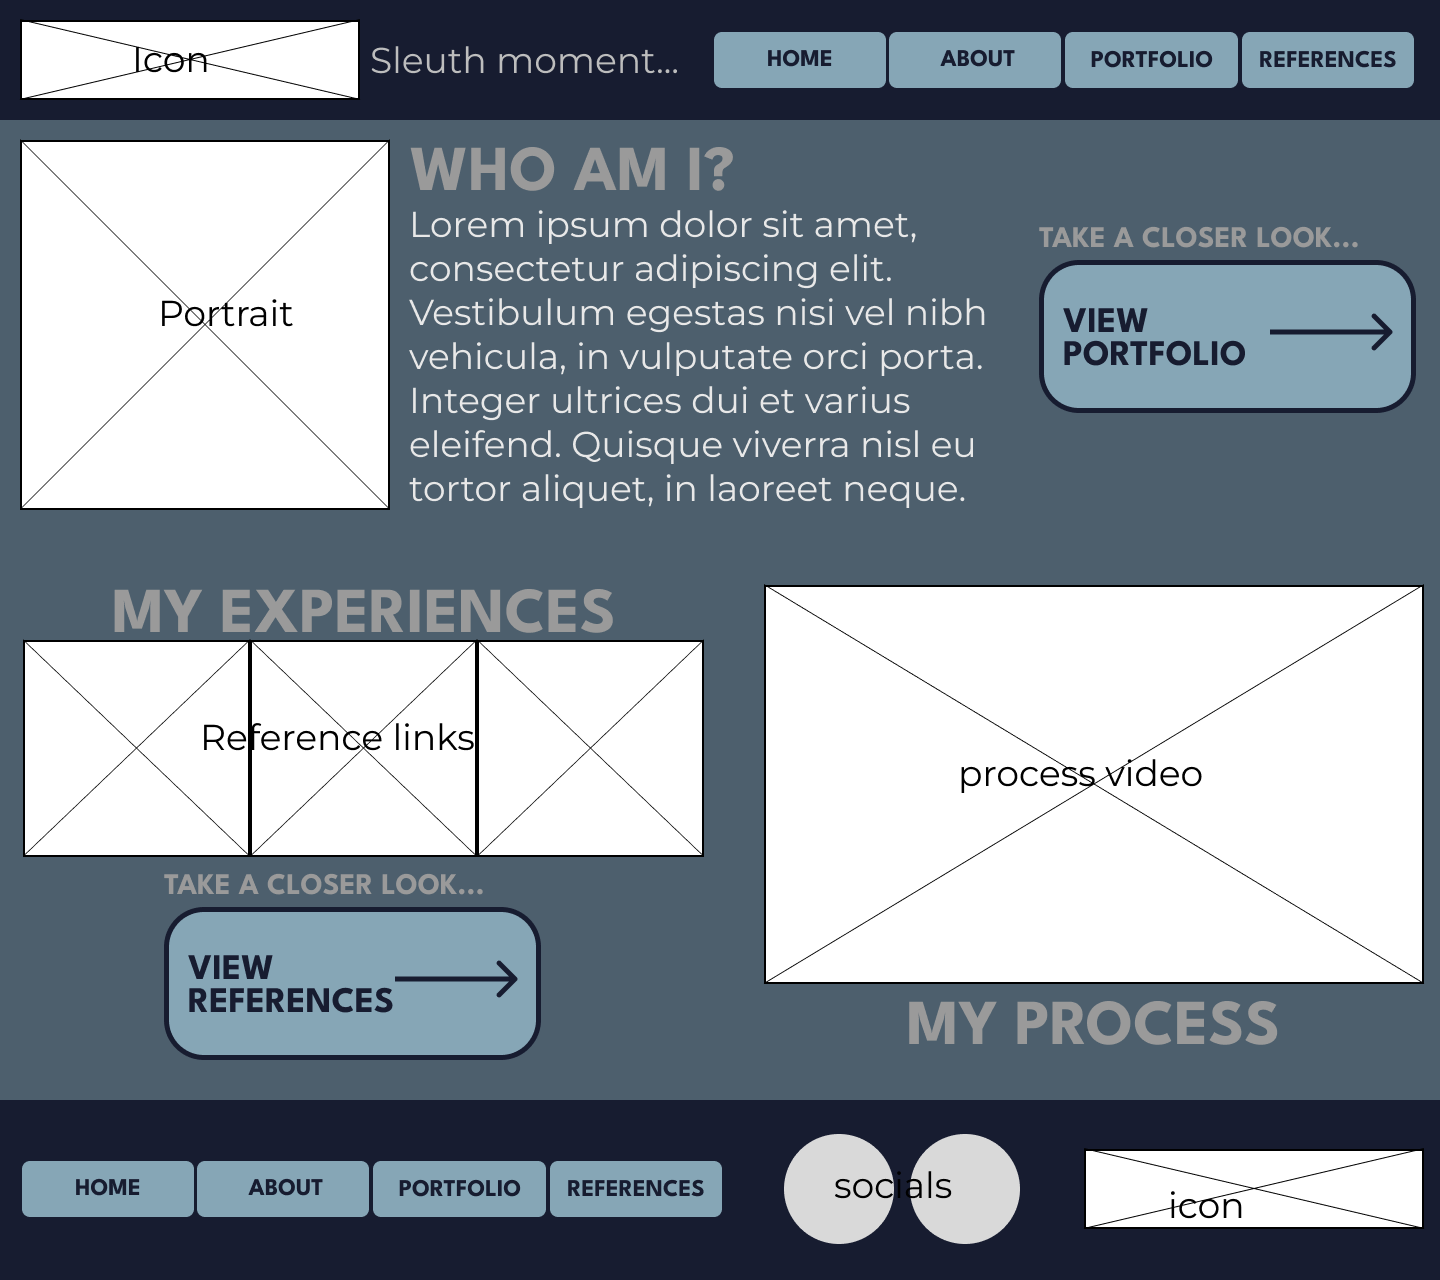 Icon
Sleuth moment...
HOME
ABOUT
PORTFOLIO
REFERENCES
Portrait
WHO AM I?
Lorem ipsum dolor sit amet,
consectetur adipiscing elit.
Vestibulum egestas nisi vel nibh
vehicula, in vulputate orci porta.
Integer ultrices dui et varius
eleifend. Quisque viverra nisl eu
tortor aliquet, in laoreet neque.
TAKE A CLOSER LOOK...
VIEW
PORTFOLIO
MY EXPERIENCES
Reference links
TAKE A CLOSER LOOK...
VIEW
REFERENCES
process video
MY PROCESS
HOME
ABOUT
PORTFOLIO
REFERENCES
socials
icon